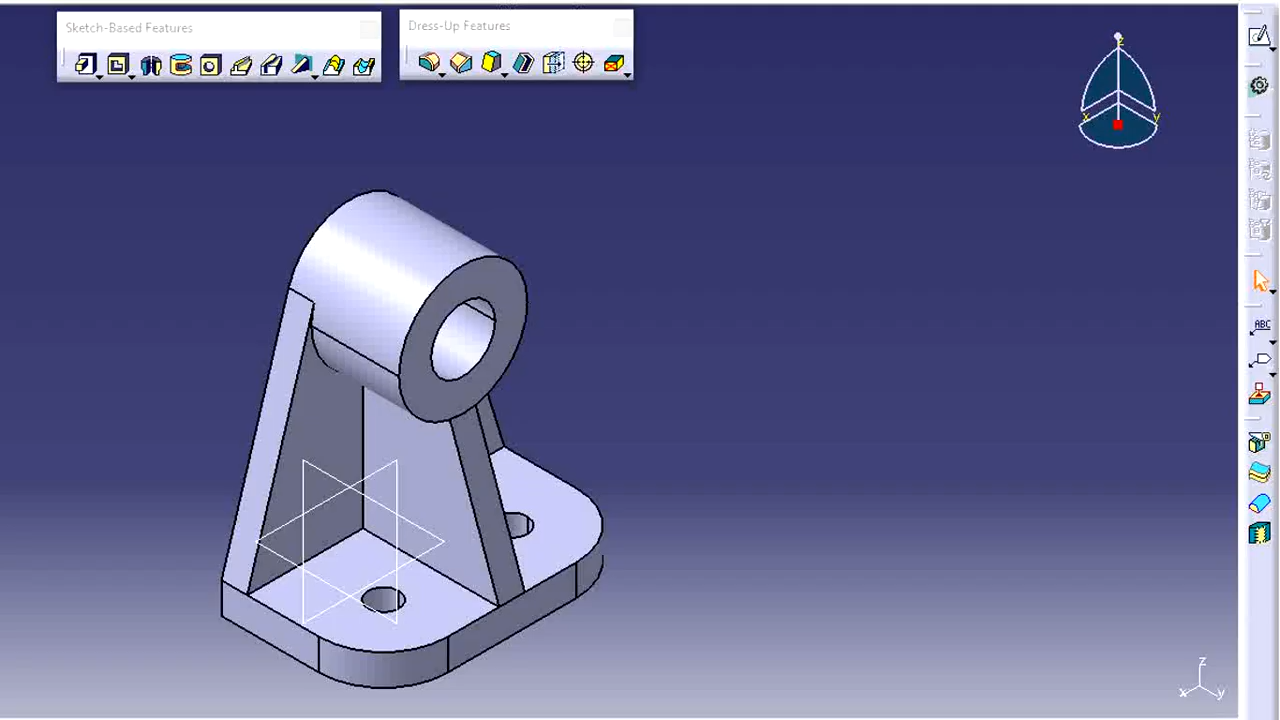 Sketch-Based Features
Dress-Up Features
z
x
y
ABC
z
x
y